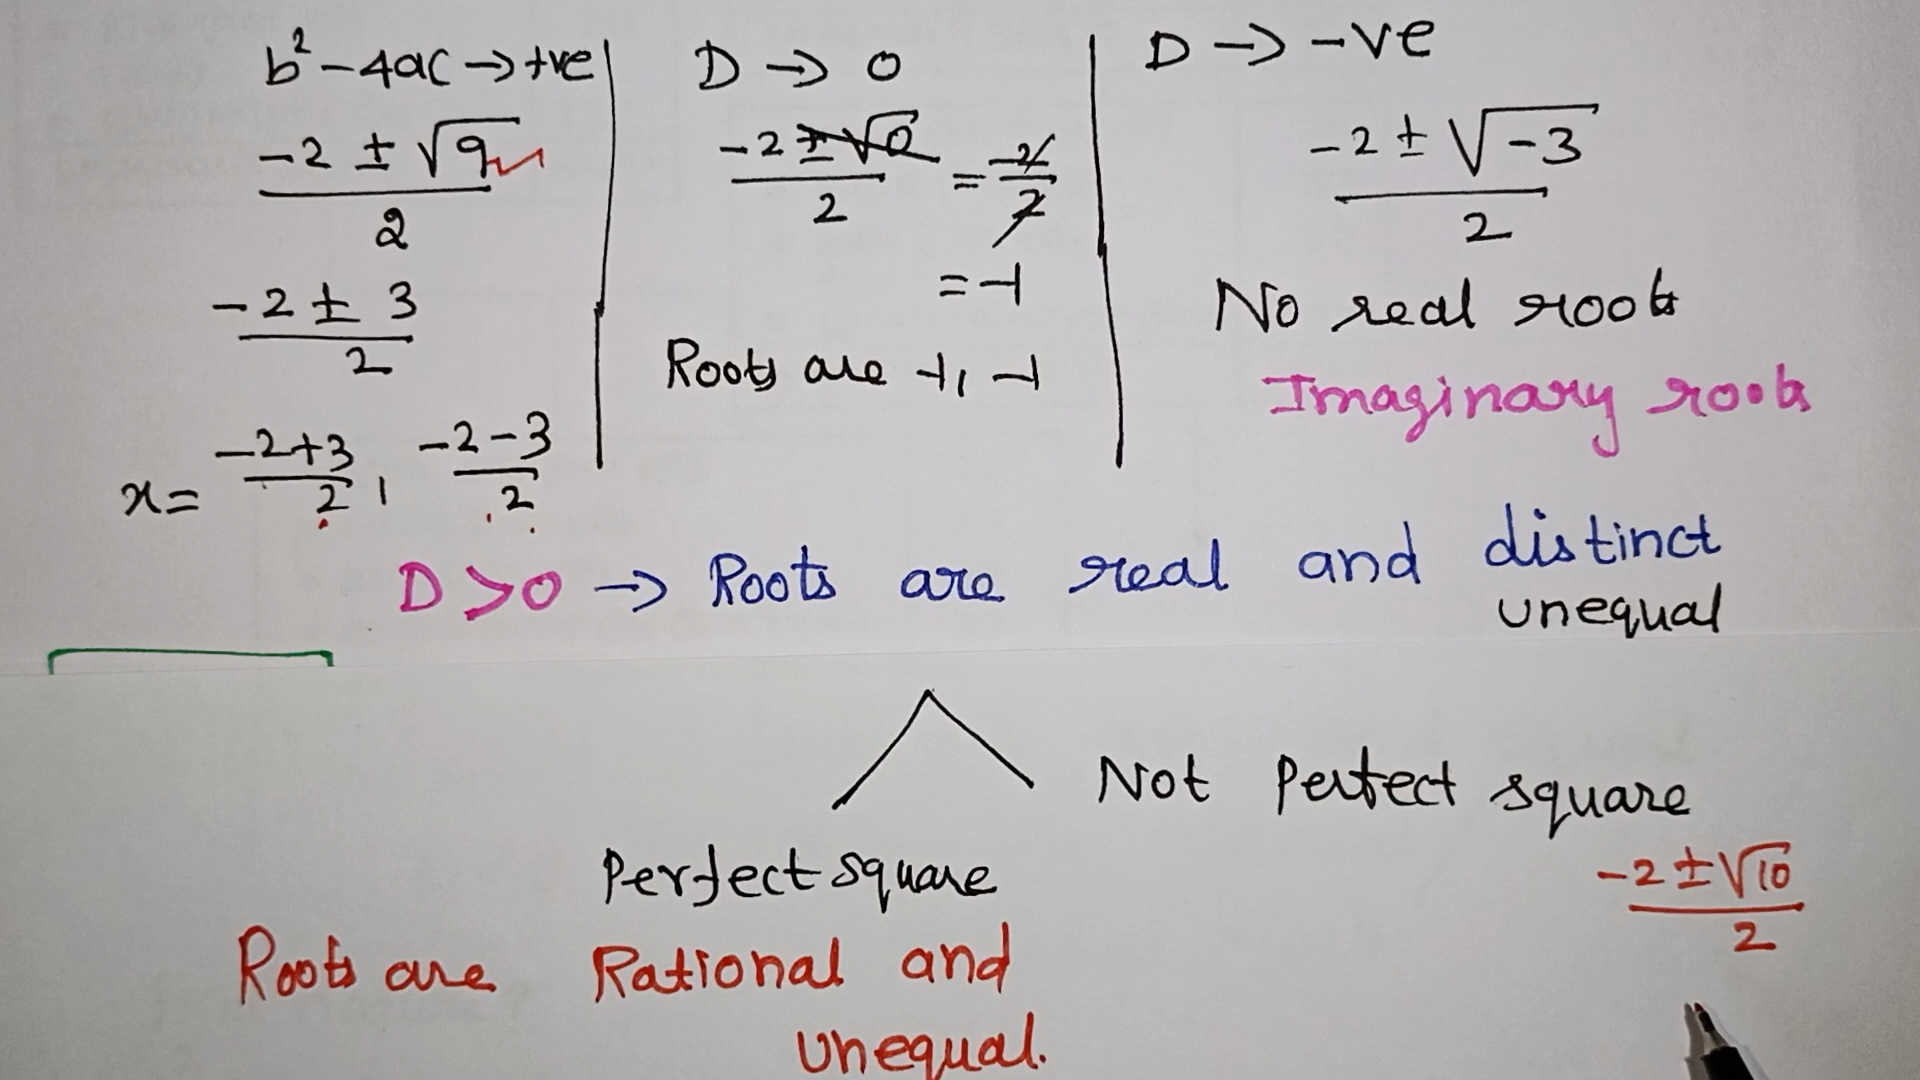 b² - 4ac → +ve
-2 ± √9
2
-2 ± 3
2
x = -2+3 , -2-3
2 2
D → 0
-2 ± √0 = -2
2 2
= -1
Roots are -1, -1
D → -ve
-2 ± √-3
2
No real roots
Imaginary roots
D > 0 → Roots are real and distinct
unequal
Not Perfect square
Perfect square
-2 ± √10
2
Roots are Rational and
unequal.